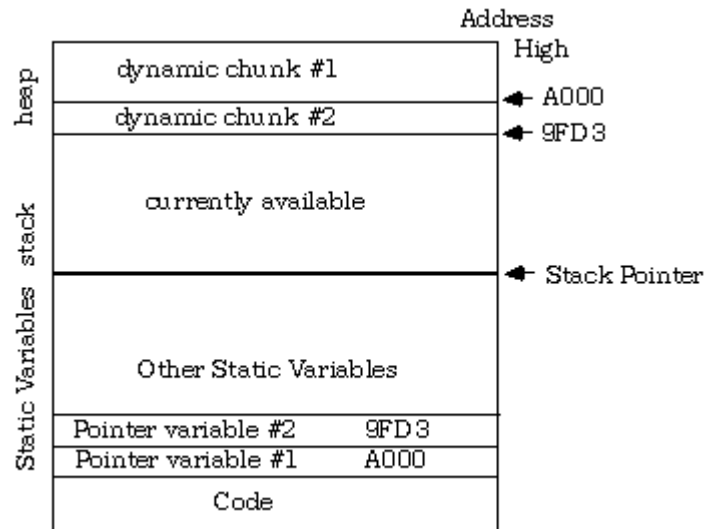 Address
High
heap
dynamic chunk #1
A000
dynamic chunk #2
9FD3
currently available
stack
Stack Pointer
Static Variables
Other Static Variables
Pointer variable #2 9FD3
Pointer variable #1 A000
Code